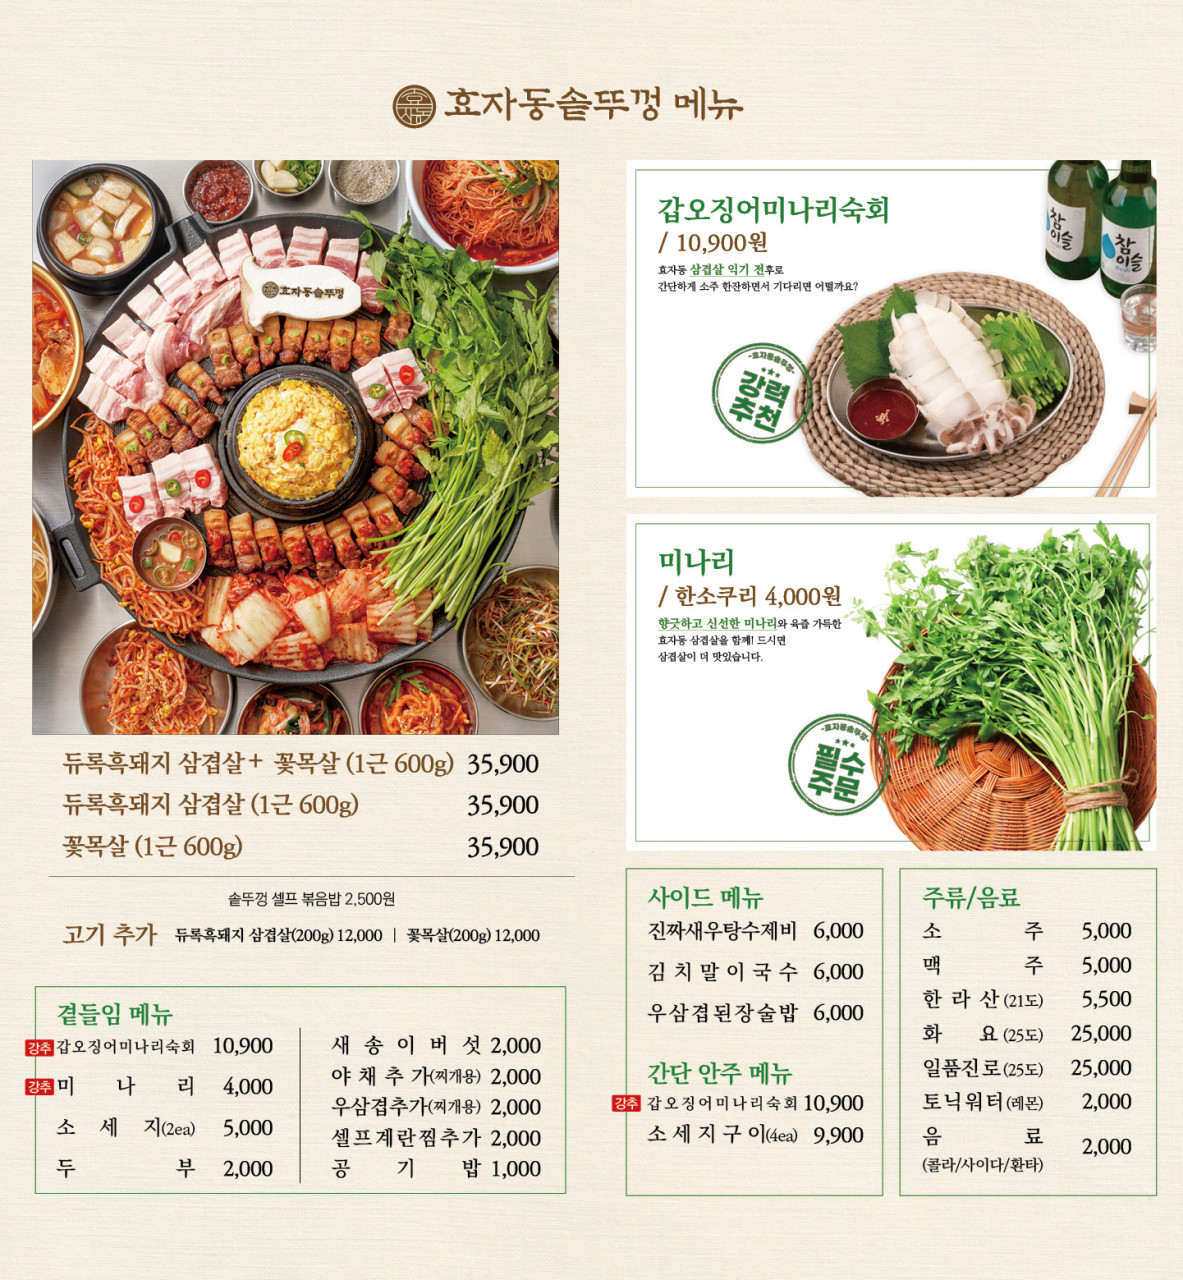 효자동솥뚜껑 메뉴
효자동솥뚜껑
듀록흑돼지 삼겹살+ 꽃목살 (1근 600g) 35,900
듀록흑돼지 삼겹살 (1근 600g) 35,900
꽃목살 (1근 600g) 35,900
솥뚜껑 셀프 볶음밥 2,500원
고기 추가 듀록흑돼지 삼겹살(200g) 12,000 | 꽃목살(200g) 12,000
곁들임 메뉴
강추 갑오징어미나리숙회 10,900
강추 미 나 리 4,000
소 세 지(2ea) 5,000
두 부 2,000
새 송 이 버 섯 2,000
야 채 추 가(찌개용) 2,000
우삼겹추가(찌개용) 2,000
셀프계란찜추가 2,000
공 기 밥 1,000
갑오징어미나리숙회
/ 10,900원
효자동 삼겹살 익기 전후로
간단하게 소주 한잔하면서 기다리면 어떨까요?
-효자동솥뚜껑-
강력
추천
참
이슬
참
이슬
미나리
/ 한소쿠리 4,000원
향긋하고 신선한 미나리와 육즙 가득한
효자동 삼겹살을 함께! 드시면
삼겹살이 더 맛있습니다.
-효자동솥뚜껑-
필수
주문
사이드 메뉴
진짜새우탕수제비 6,000
김치말이국수 6,000
우삼겹된장술밥 6,000
간단 안주 메뉴
강추 갑오징어미나리숙회 10,900
소세지구이(4ea) 9,900
주류/음료
소 주 5,000
맥 주 5,000
한 라 산 (21도) 5,500
화 요 (25도) 25,000
일품진로(25도) 25,000
토닉워터(레몬) 2,000
음 료 2,000
(콜라/사이다/환타)